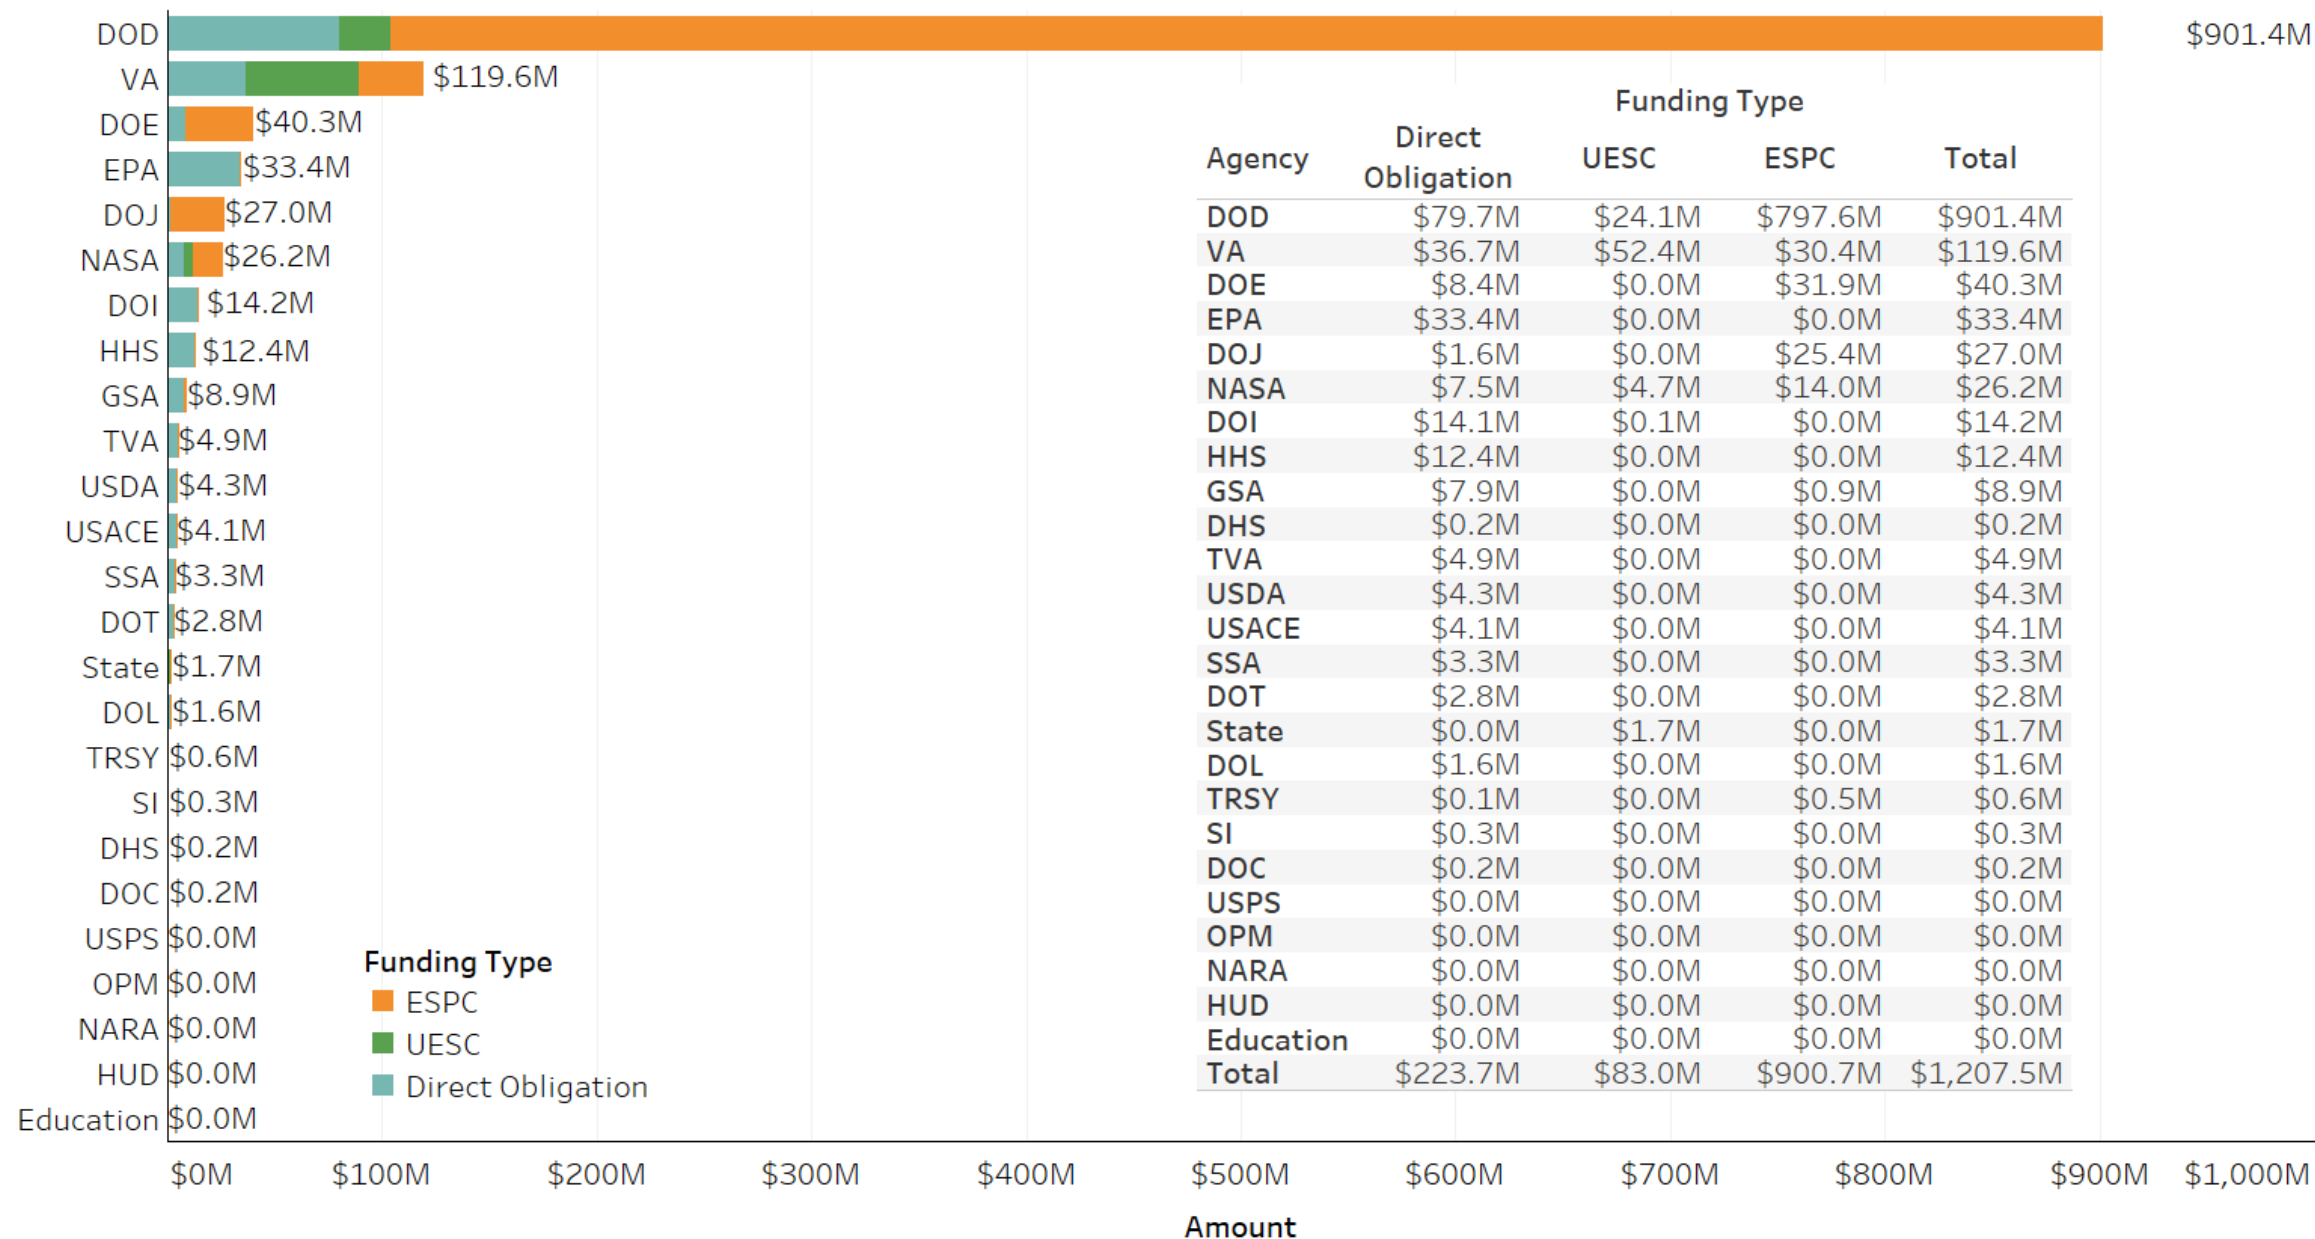 DOD $901.4M
VA $119.6M
DOE $40.3M
EPA $33.4M
DOJ $27.0M
NASA $26.2M
DOI $14.2M
HHS $12.4M
GSA $8.9M
TVA $4.9M
USDA $4.3M
USACE $4.1M
SSA $3.3M
DOT $2.8M
State $1.7M
DOL $1.6M
TRSY $0.6M
SI $0.3M
DHS $0.2M
DOC $0.2M
USPS $0.0M
OPM $0.0M
NARA $0.0M
HUD $0.0M
Education $0.0M
Funding Type
ESPC
UESC
Direct Obligation
Funding Type
Agency Direct Obligation UESC ESPC Total
DOD $79.7M $24.1M $797.6M $901.4M
VA $36.7M $52.4M $30.4M $119.6M
DOE $8.4M $0.0M $31.9M $40.3M
EPA $33.4M $0.0M $0.0M $33.4M
DOJ $1.6M $0.0M $25.4M $27.0M
NASA $7.5M $4.7M $14.0M $26.2M
DOI $14.1M $0.1M $0.0M $14.2M
HHS $12.4M $0.0M $0.0M $12.4M
GSA $7.9M $0.0M $0.9M $8.9M
DHS $0.2M $0.0M $0.0M $0.2M
TVA $4.9M $0.0M $0.0M $4.9M
USDA $4.3M $0.0M $0.0M $4.3M
USACE $4.1M $0.0M $0.0M $4.1M
SSA $3.3M $0.0M $0.0M $3.3M
DOT $2.8M $0.0M $0.0M $2.8M
State $0.0M $1.7M $0.0M $1.7M
DOL $1.6M $0.0M $0.0M $1.6M
TRSY $0.1M $0.0M $0.5M $0.6M
SI $0.3M $0.0M $0.0M $0.3M
DOC $0.2M $0.0M $0.0M $0.2M
USPS $0.0M $0.0M $0.0M $0.0M
OPM $0.0M $0.0M $0.0M $0.0M
NARA $0.0M $0.0M $0.0M $0.0M
HUD $0.0M $0.0M $0.0M $0.0M
Education $0.0M $0.0M $0.0M $0.0M
Total $223.7M $83.0M $900.7M $1,207.5M
$0M $100M $200M $300M $400M $500M $600M $700M $800M $900M $1,000M
Amount